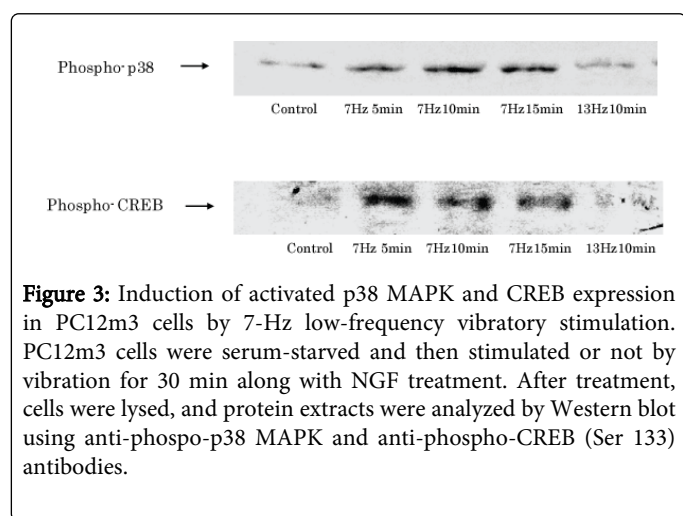 Phospho-p38
Control 7Hz 5min 7Hz10min 7Hz15min 13Hz10min
Phospho-CREB
Control 7Hz 5min 7Hz10min 7Hz15min 13Hz10min
Figure 3: Induction of activated p38 MAPK and CREB expression
in PC12m3 cells by 7-Hz low-frequency vibratory stimulation.
PC12m3 cells were serum-starved and then stimulated or not by
vibration for 30 min along with NGF treatment. After treatment,
cells were lysed, and protein extracts were analyzed by Western blot
using anti-phospo-p38 MAPK and anti-phospho-CREB (Ser 133)
antibodies.